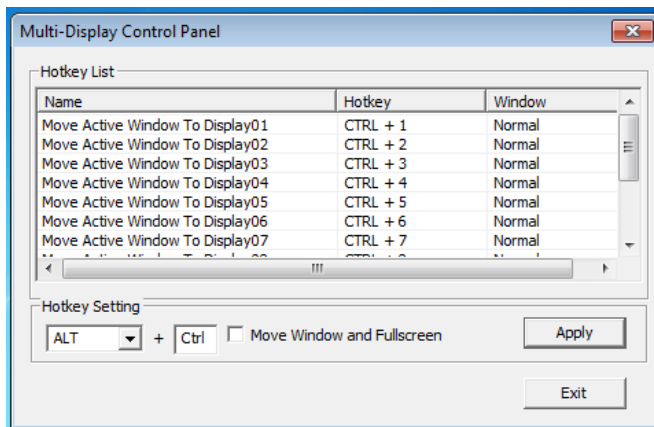 Multi-Display Control Panel
Hotkey List
Name Hotkey Window
Move Active Window To Display01 CTRL + 1 Normal
Move Active Window To Display02 CTRL + 2 Normal
Move Active Window To Display03 CTRL + 3 Normal
Move Active Window To Display04 CTRL + 4 Normal
Move Active Window To Display05 CTRL + 5 Normal
Move Active Window To Display06 CTRL + 6 Normal
Move Active Window To Display07 CTRL + 7 Normal
Hotkey Setting
ALT + Ctrl Move Window and Fullscreen Apply
Exit